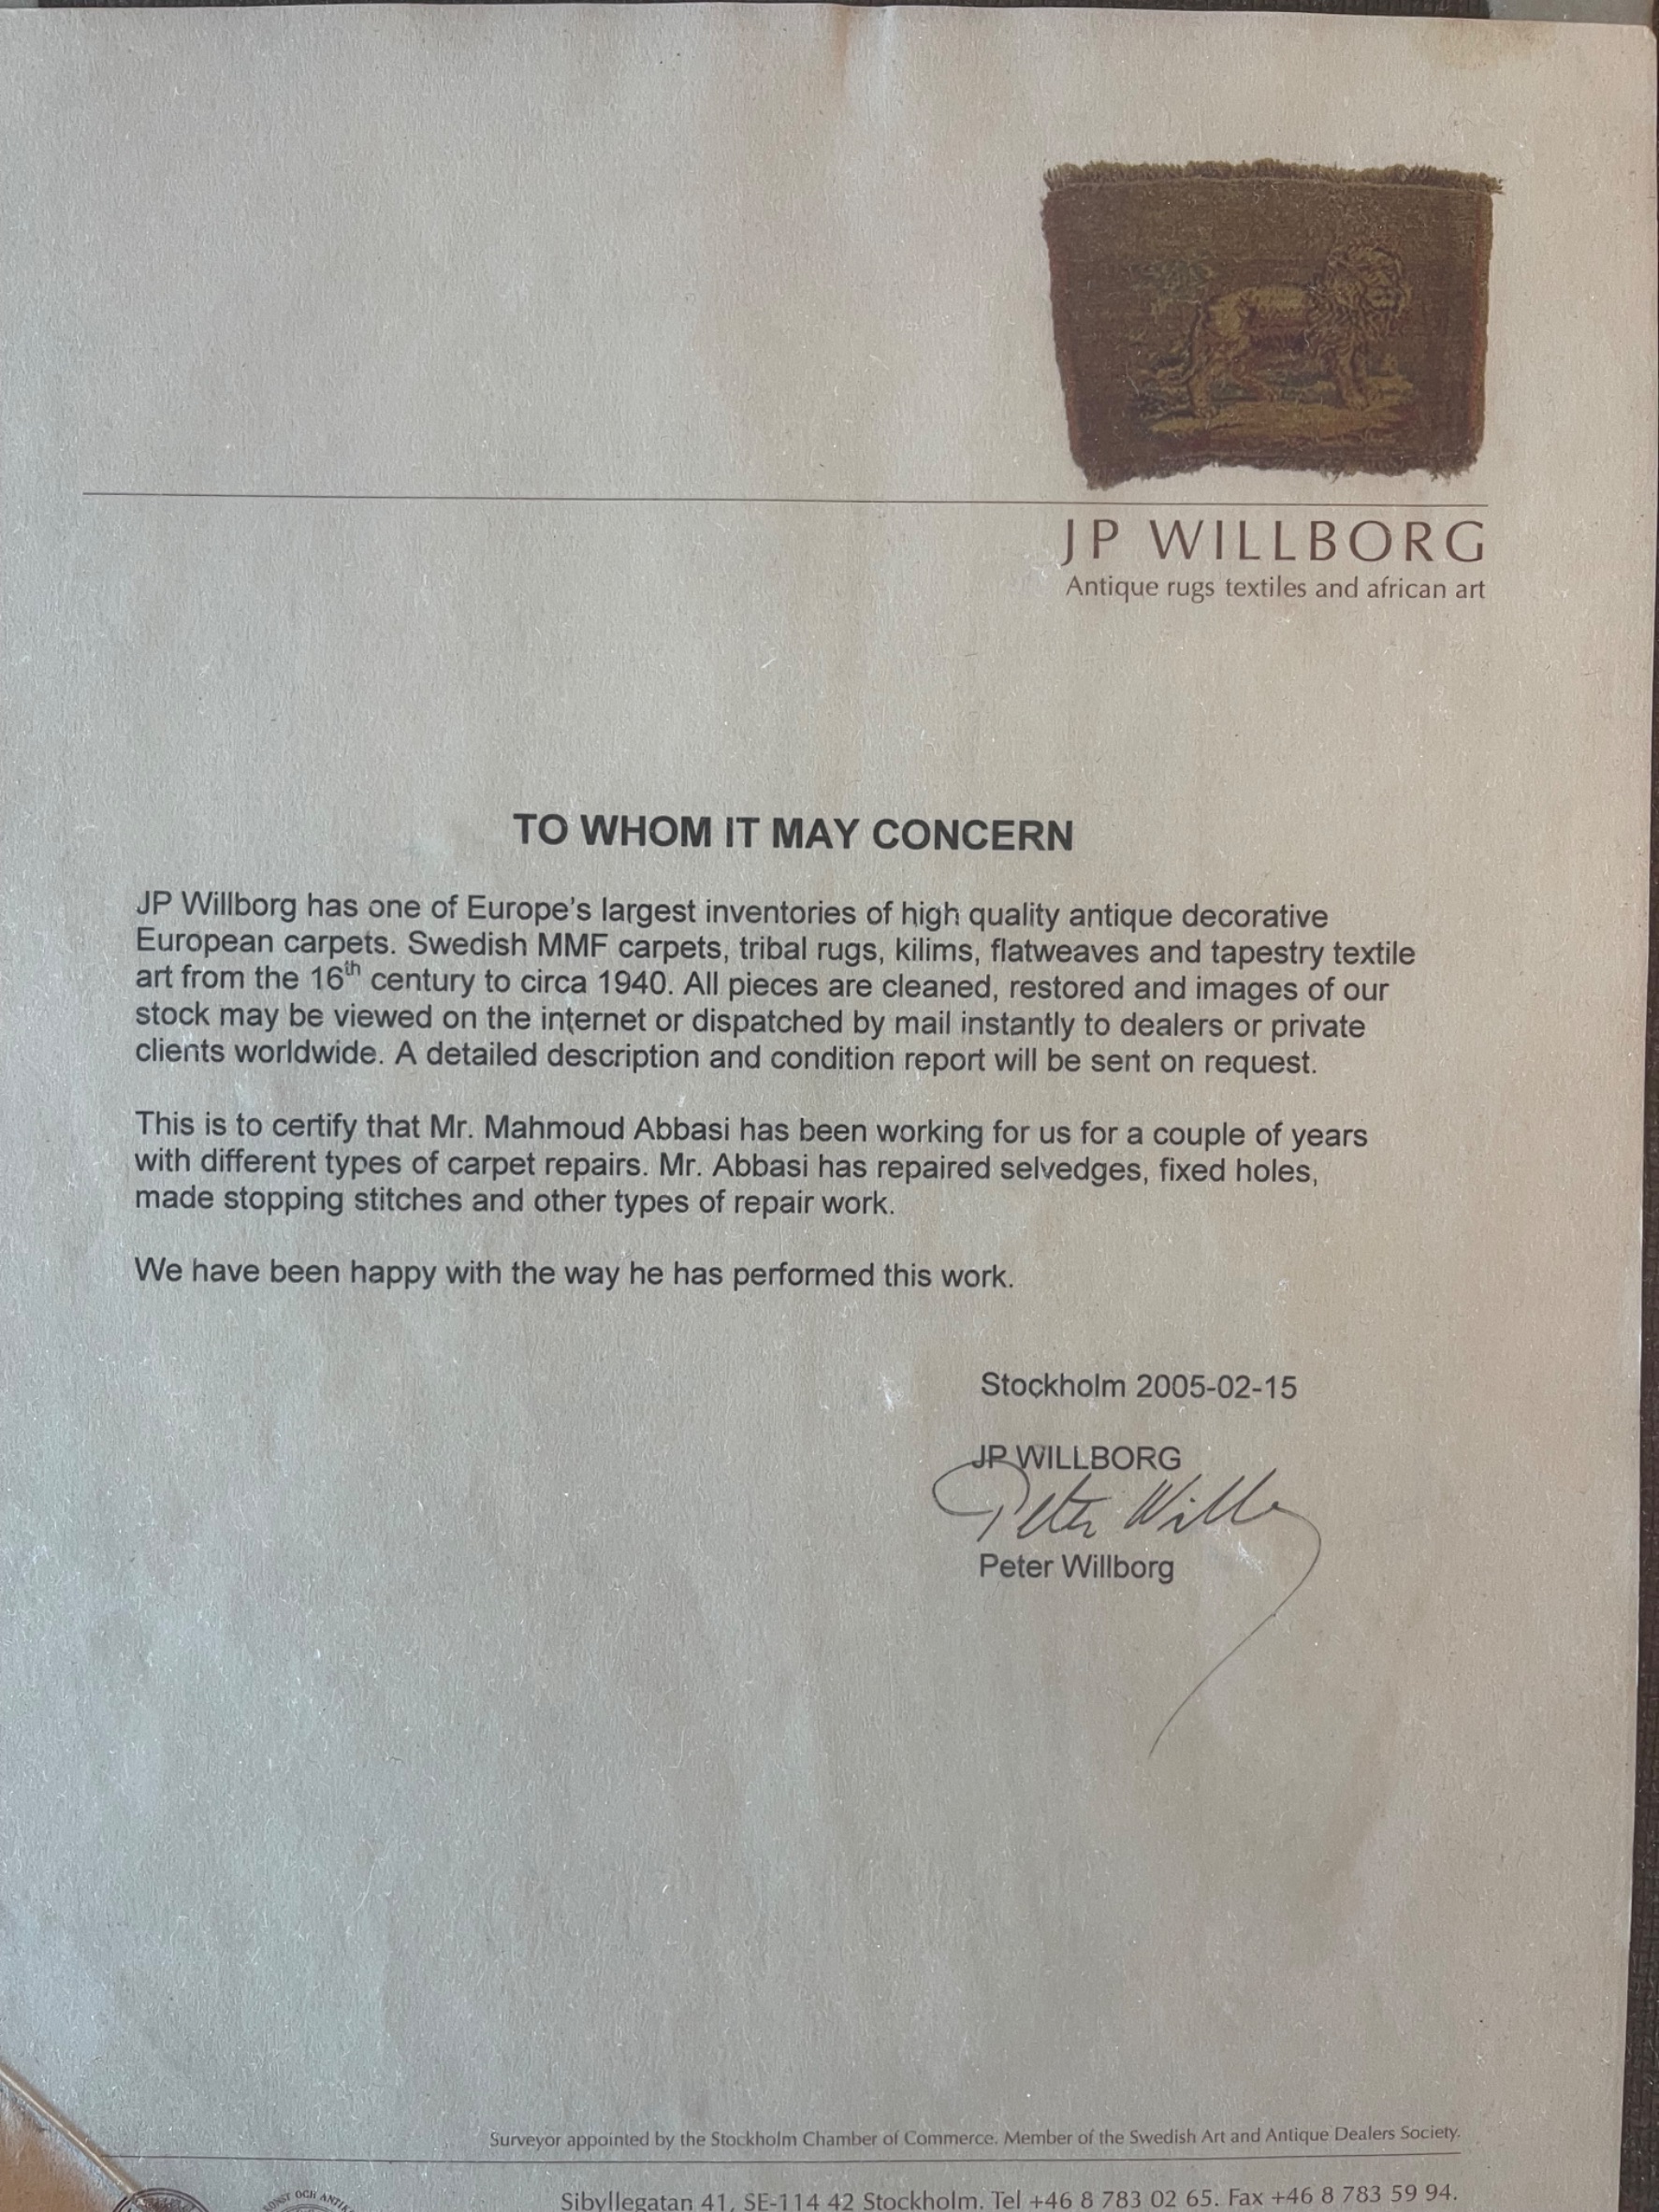 JP WILLBORG
Antique rugs textiles and african art
TO WHOM IT MAY CONCERN
JP Willborg has one of Europe's largest inventories of high quality antique decorative
European carpets. Swedish MMF carpets, tribal rugs, kilims, flatweaves and tapestry textile
art from the 16th century to circa 1940. All pieces are cleaned, restored and images of our
stock may be viewed on the internet or dispatched by mail instantly to dealers or private
clients worldwide. A detailed description and condition report will be sent on request.
This is to certify that Mr. Mahmoud Abbasi has been working for us for a couple of years
with different types of carpet repairs. Mr. Abbasi has repaired selvedges, fixed holes,
made stopping stitches and other types of repair work.
We have been happy with the way he has performed this work.
Stockholm 2005-02-15
JP WILLBORG
Peter Willb
Peter Willborg
Surveyor appointed by the Stockholm Chamber of Commerce. Member of the Swedish Art and Antique Dealers Society.
OCH
Sibyllegatan 41, SE-114 42 Stockholm. Tel +46 8 783 02 65. Fax +46 8 783 59 94.